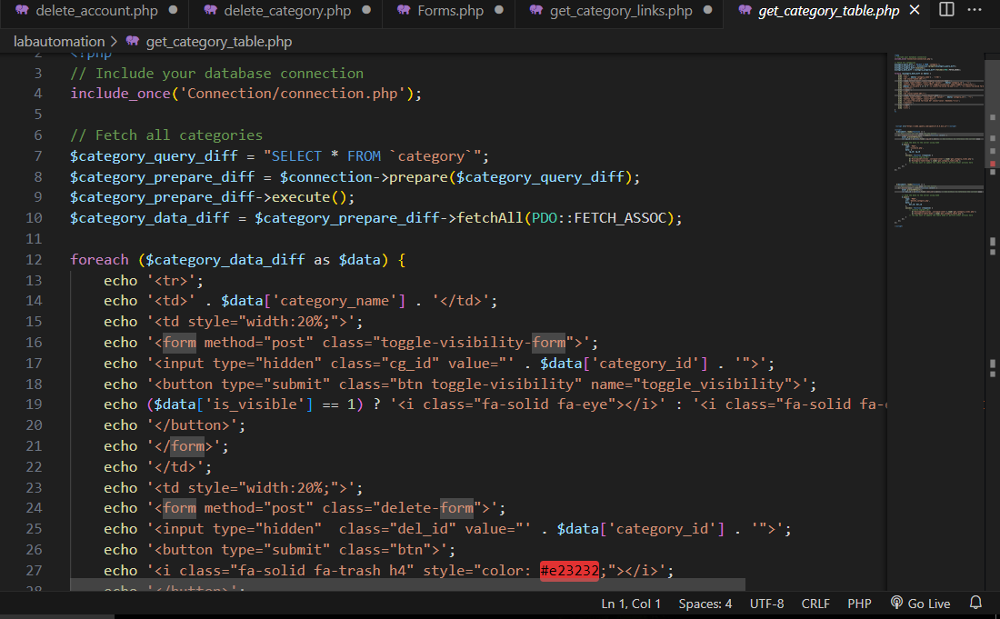 delete_account.php delete_category.php Forms.php get_category_links.php get_category_table.php
labautomation > get_category_table.php
2 <?php
3 // Include your database connection
4 include_once('Connection/connection.php');
5
6 // Fetch all categories
7 $category_query_diff = "SELECT * FROM `category`";
8 $category_prepare_diff = $connection->prepare($category_query_diff);
9 $category_prepare_diff->execute();
10 $category_data_diff = $category_prepare_diff->fetchAll(PDO::FETCH_ASSOC);
11
12 foreach ($category_data_diff as $data) {
13 echo '<tr>';
14 echo '<td>' . $data['category_name'] . '</td>';
15 echo '<td style="width:20%;">';
16 echo '<form method="post" class="toggle-visibility-form">';
17 echo '<input type="hidden" class="cg_id" value="' . $data['category_id'] . '">';
18 echo '<button type="submit" class="btn toggle-visibility" name="toggle_visibility">';
19 echo ($data['is_visible'] == 1) ? '<i class="fa-solid fa-eye"></i>' : '<i class="fa-solid fa-
20 echo '</button>';
21 echo '</form>';
22 echo '</td>';
23 echo '<td style="width:20%;">';
24 echo '<form method="post" class="delete-form">';
25 echo '<input type="hidden"  class="del_id" value="' . $data['category_id'] . '">';
26 echo '<button type="submit" class="btn">';
27 echo '<i class="fa-solid fa-trash h4" style="color: #e23232;"></i>';
28 echo '</button>';
Ln 1, Col 1 Spaces: 4 UTF-8 CRLF PHP Go Live